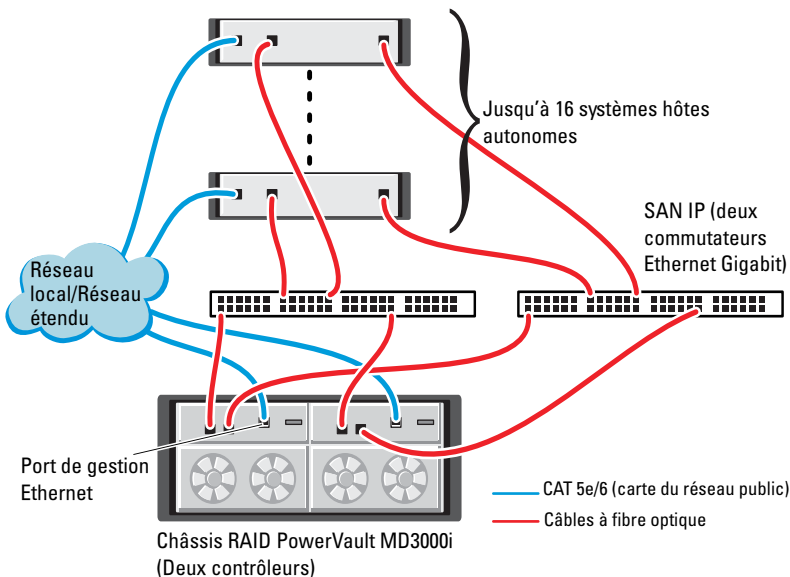 Jusqu'à 16 systèmes hôtes
autonomes
SAN IP (deux
commutateurs
Ethernet Gigabit)
Réseau
local/Réseau
étendu
Port de gestion
Ethernet
CAT 5e/6 (carte du réseau public)
Câbles à fibre optique
Châssis RAID PowerVault MD3000i
(Deux contrôleurs)